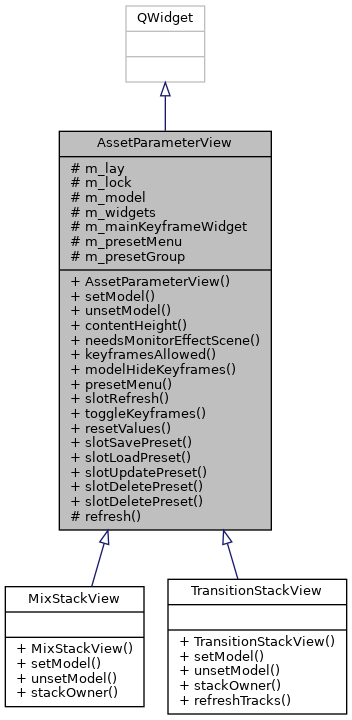 QWidget
AssetParameterView
# m_lay
# m_lock
# m_model
# m_widgets
# m_mainKeyframeWidget
# m_presetMenu
# m_presetGroup
+ AssetParameterView()
+ setModel()
+ unsetModel()
+ contentHeight()
+ needsMonitorEffectScene()
+ keyframesAllowed()
+ modelHideKeyframes()
+ presetMenu()
+ slotRefresh()
+ toggleKeyframes()
+ resetValues()
+ slotSavePreset()
+ slotLoadPreset()
+ slotUpdatePreset()
+ slotDeletePreset()
+ slotDeletePreset()
# refresh()
MixStackView
+ MixStackView()
+ setModel()
+ unsetModel()
+ stackOwner()
TransitionStackView
+ TransitionStackView()
+ setModel()
+ unsetModel()
+ stackOwner()
+ refreshTracks()